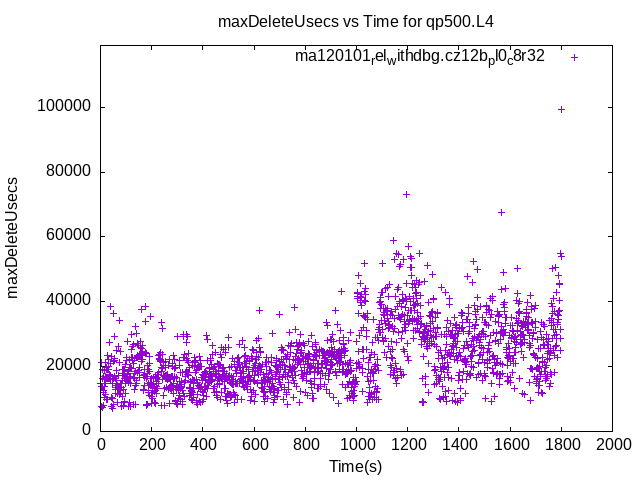 maxDeleteUsecs vs Time for qp500.L4
ma120101relwithdbg.cz12bpl0c8r32
100000
80000
60000
40000
20000
0
maxDeleteUsecs
0 200 400 600 800 1000 1200 1400 1600 1800 2000
Time(s)